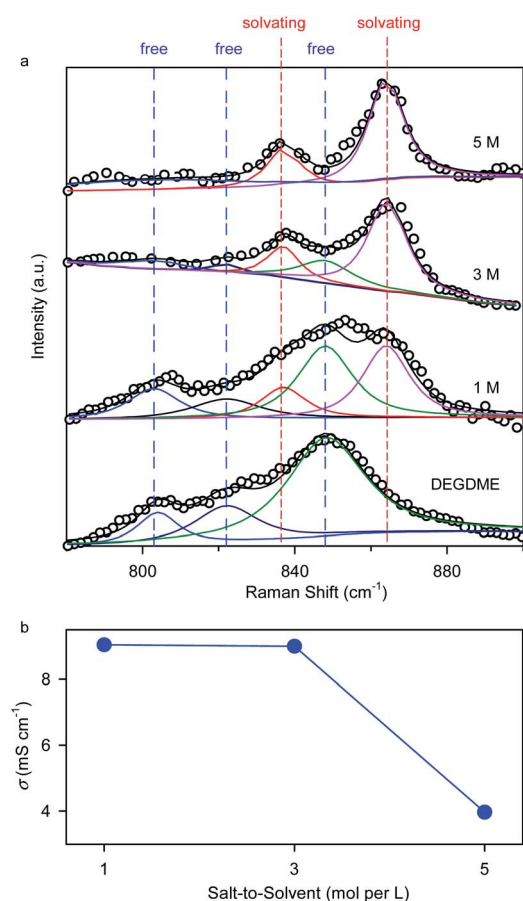 solvating solvating
free free free
a
5 M
3 M
1 M
DEGDME
Intensity (a.u.)
800 840 880
Raman Shift (cm⁻¹)
b
8
6
4
σ (mS cm⁻¹)
1 3 5
Salt-to-Solvent (mol per L)